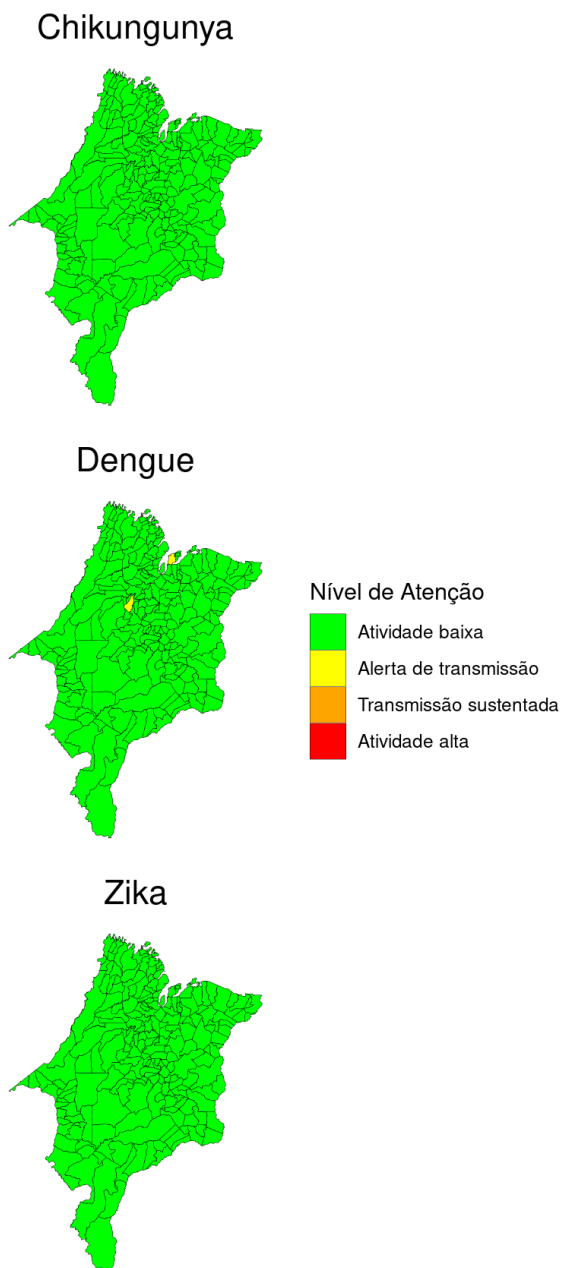 Chikungunya
Dengue
Nível de Atenção
Atividade baixa
Alerta de transmissão
Transmissão sustentada
Atividade alta
Zika